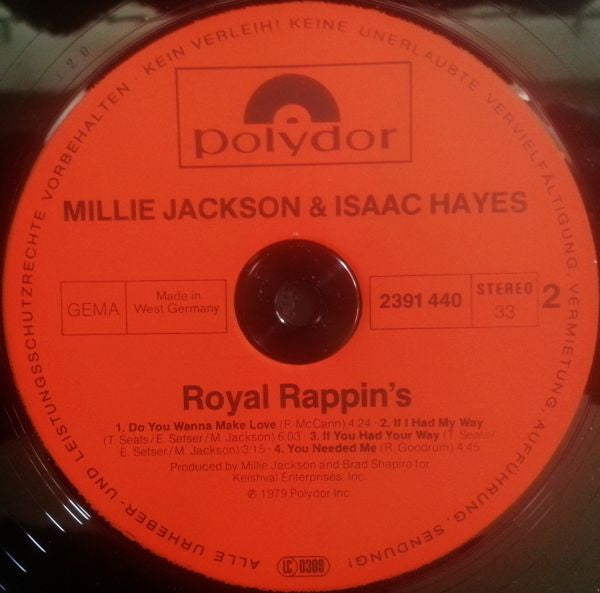 ALLE URHEBER- UND LEISTUNGSSCHUTZRECHTE VORBEHALTEN · KEIN VERLEIH! KEINE UNERLAUBTE VERVIELFÄLTIGUNG, VERMIETUNG, AUFFÜHRUNG, SENDUNG!
polydor
MILLIE JACKSON & ISAAC HAYES
GEMA
Made in
West Germany
2391 440
STEREO
33
2
Royal Rappin's
1. Do You Wanna Make Love (P. McCann) 4:24 · 2. If I Had My Way
(T. Seals/E. Setser/M. Jackson) 6:03 · 3. If You Had Your Way (T. Seals/
E. Setser/M. Jackson) 3:15 · 4. You Needed Me (R. Goodrum) 4:45
Produced by Millie Jackson and Brad Shapiro for
Keishval Enterprises, Inc.
℗ 1979 Polydor Inc.
LC 0309